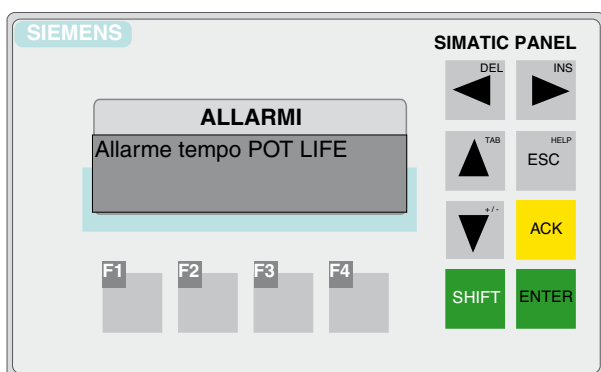 SIEMENS
SIMATIC PANEL
DEL
INS
ALLARMI
Allarme tempo POT LIFE
TAB
HELP
ESC
+/-
ACK
F1 F2 F3 F4
SHIFT ENTER